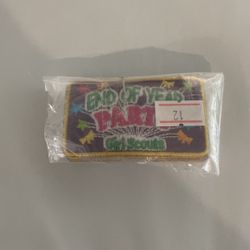 END OF YEAR
PARTY
Girl Scouts
12